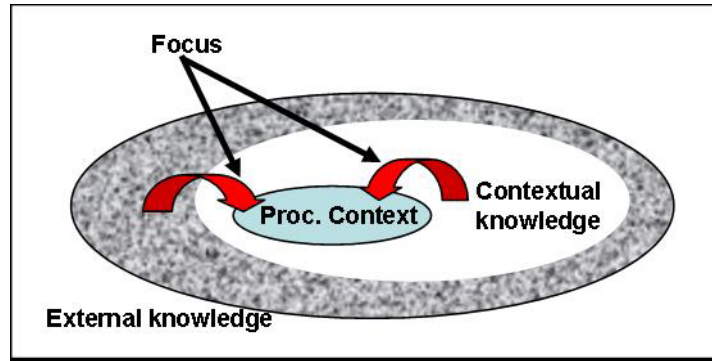 Focus
Proc. Context
Contextual
knowledge
External knowledge